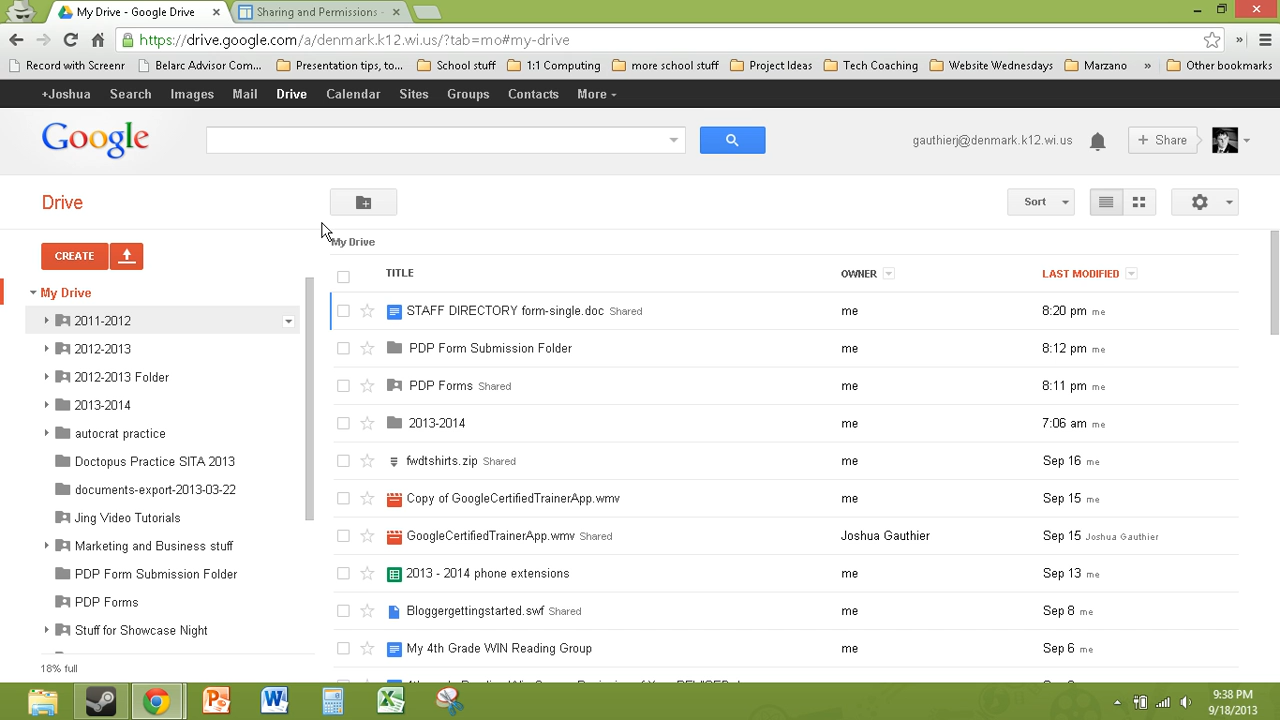 My Drive - Google Drive
Sharing and Permissions -
https://drive.google.com/a/denmark.k12.wi.us/?tab=mo#my-drive
Record with Screenr
Belarc Advisor Com...
Presentation tips, to...
School stuff
1:1 Computing
more school stuff
Project Ideas
Tech Coaching
Website Wednesdays
Marzano
»
Other bookmarks
+Joshua Search Images Mail Drive Calendar Sites Groups Contacts More
Google
gauthierj@denmark.k12.wi.us
+ Share
Drive
Sort
CREATE
My Drive
TITLE OWNER LAST MODIFIED
My Drive
2011-2012
2012-2013
2012-2013 Folder
2013-2014
autocrat practice
Doctopus Practice SITA 2013
documents-export-2013-03-22
Jing Video Tutorials
Marketing and Business stuff
PDP Form Submission Folder
PDP Forms
Stuff for Showcase Night
18% full
STAFF DIRECTORY form-single.doc Shared me 8:20 pm me
PDP Form Submission Folder me 8:12 pm me
PDP Forms Shared me 8:11 pm me
2013-2014 me 7:06 am me
fwdtshirts.zip Shared me Sep 16 me
Copy of GoogleCertifiedTrainerApp.wmv me Sep 15 me
GoogleCertifiedTrainerApp.wmv Shared Joshua Gauthier Sep 15 Joshua Gauthier
2013 - 2014 phone extensions me Sep 13 me
Bloggergettingstarted.swf Shared me Sep 8 me
My 4th Grade WIN Reading Group me Sep 6 me
9:38 PM
9/18/2013